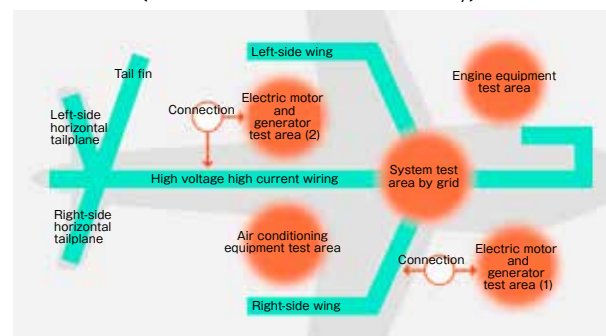 Left-side wing
Tail fin
Engine equipment
test area
Left-side
horizontal
tailplane
Connection
Electric motor
and
generator
test area (2)
High voltage high current wiring
System test
area by grid
Right-side
horizontal
tailplane
Air conditioning
equipment test area
Connection
Electric motor
and
generator
test area (1)
Right-side wing